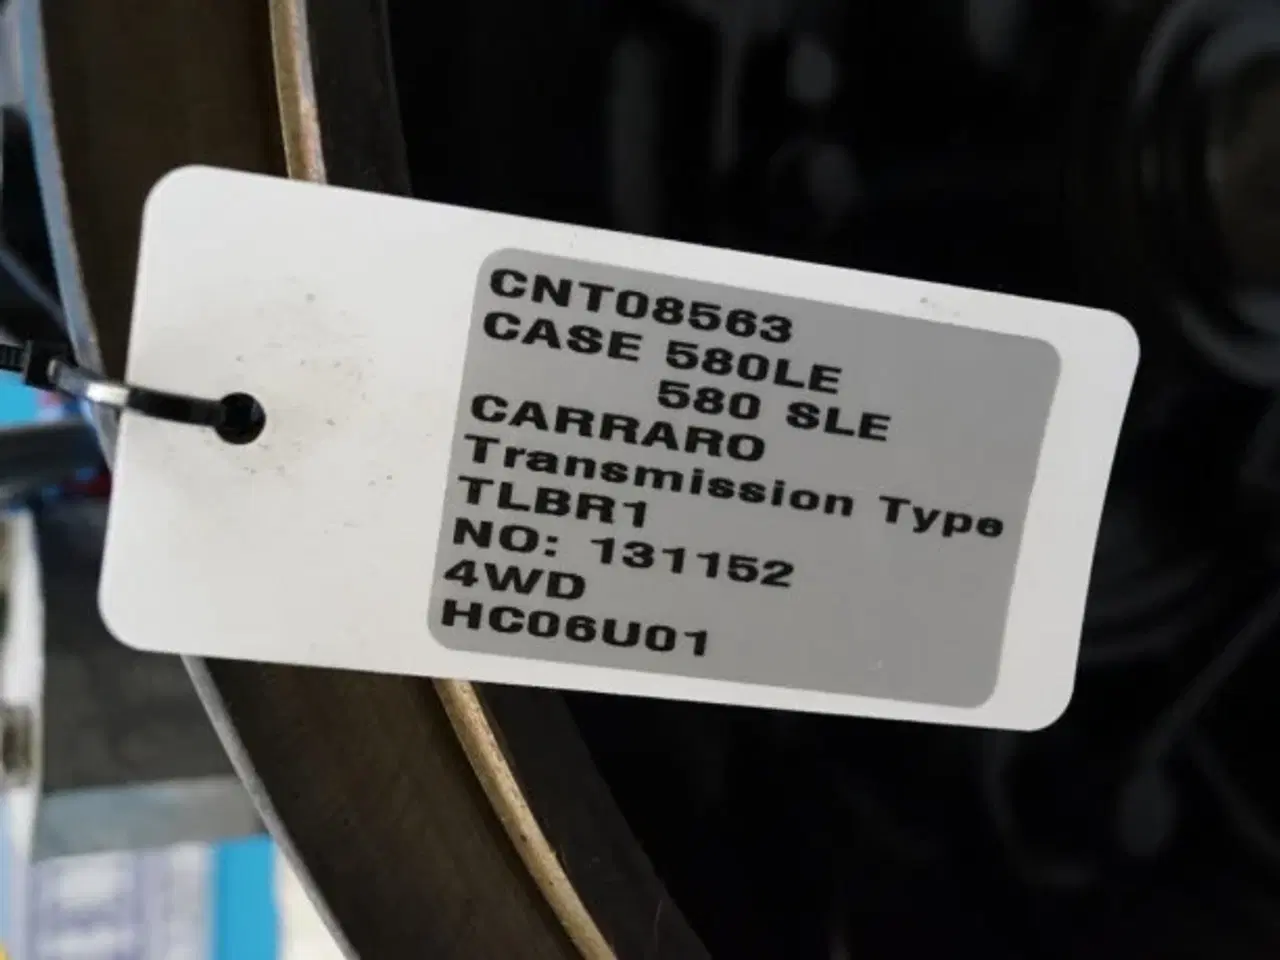 CNT08563
CASE 580LE
580 SLE
CARRARO
Transmission Type
TLBR1
NO: 131152
4WD
HC06U01